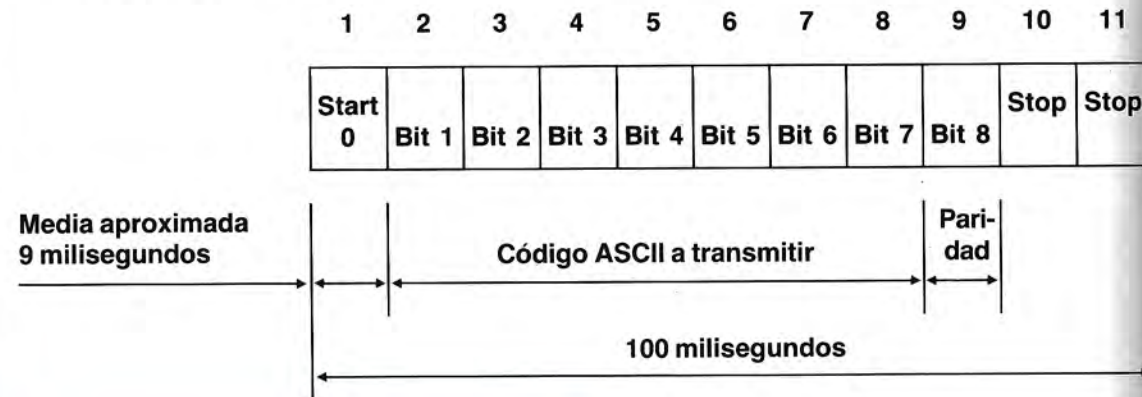 1 2 3 4 5 6 7 8 9 10 11
Start Stop Stop
0 Bit 1 Bit 2 Bit 3 Bit 4 Bit 5 Bit 6 Bit 7 Bit 8
Media aproximada
9 milisegundos
Código ASCII a transmitir
Pari-
dad
100 milisegundos